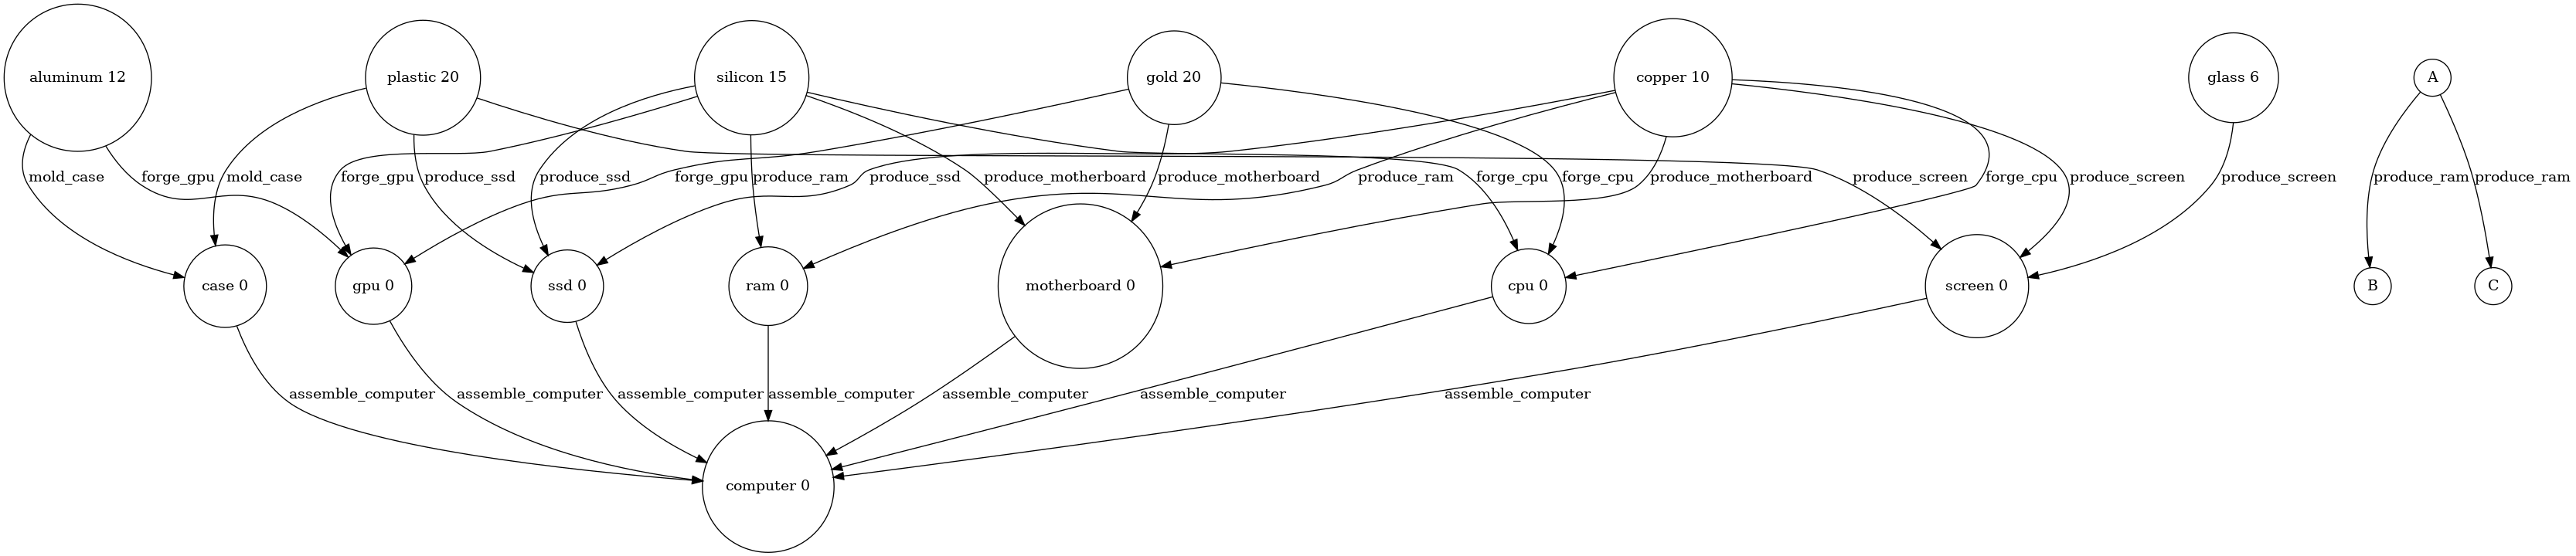 aluminum 12
plastic 20
silicon 15
gold 20
copper 10
glass 6
A
mold_case
forge_gpu
mold_case
forge_gpu
produce_ssd
produce_ssd
forge_gpu
produce_ram
produce_ssd
produce_motherboard
produce_motherboard
produce_ram
forge_cpu
forge_cpu
produce_motherboard
produce_screen
forge_cpu
produce_screen
produce_screen
produce_ram
produce_ram
case 0
gpu 0
ssd 0
ram 0
motherboard 0
cpu 0
screen 0
B
C
assemble_computer
assemble_computer
assemble_computer
assemble_computer
assemble_computer
assemble_computer
assemble_computer
computer 0